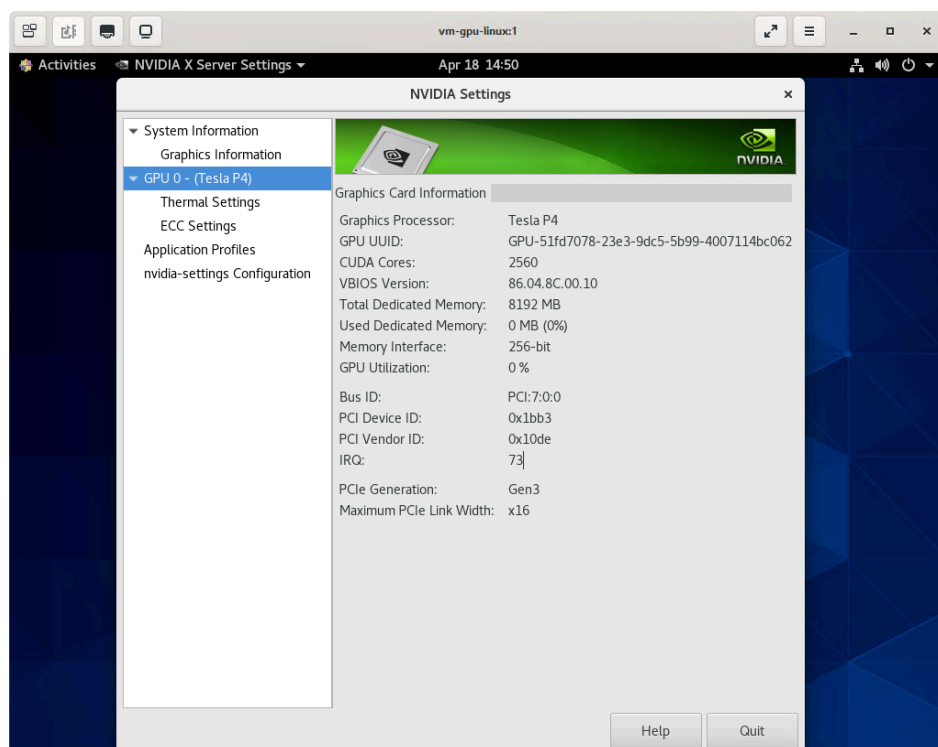 vm-gpu-linux:1
Activities NVIDIA X Server Settings Apr 18 14:50
NVIDIA Settings
System Information
Graphics Information
GPU 0 - (Tesla P4)
Thermal Settings
ECC Settings
Application Profiles
nvidia-settings Configuration
NVIDIA
Graphics Card Information
Graphics Processor: Tesla P4
GPU UUID: GPU-51fd7078-23e3-9dc5-5b99-4007114bc062
CUDA Cores: 2560
VBIOS Version: 86.04.8C.00.10
Total Dedicated Memory: 8192 MB
Used Dedicated Memory: 0 MB (0%)
Memory Interface: 256-bit
GPU Utilization: 0 %
Bus ID: PCI:7:0:0
PCI Device ID: 0x1bb3
PCI Vendor ID: 0x10de
IRQ: 73
PCIe Generation: Gen3
Maximum PCIe Link Width: x16
Help Quit